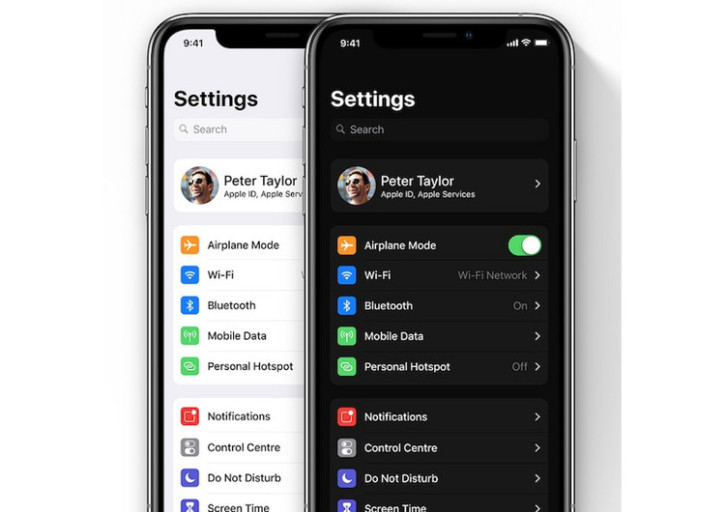 9:41
Settings
Search
Peter Taylor
Apple ID, Apple Serv
Airplane Mode
Wi-Fi
Bluetooth
Mobile Data
Personal Hotspot
Notifications
Control Centre
Do Not Disturb
Screen Time
9:41
Settings
Search
Peter Taylor
Apple ID, Apple Services
Airplane Mode
Wi-Fi Wi-Fi Network
Bluetooth On
Mobile Data
Personal Hotspot Off
Notifications
Control Centre
Do Not Disturb
Screen Time